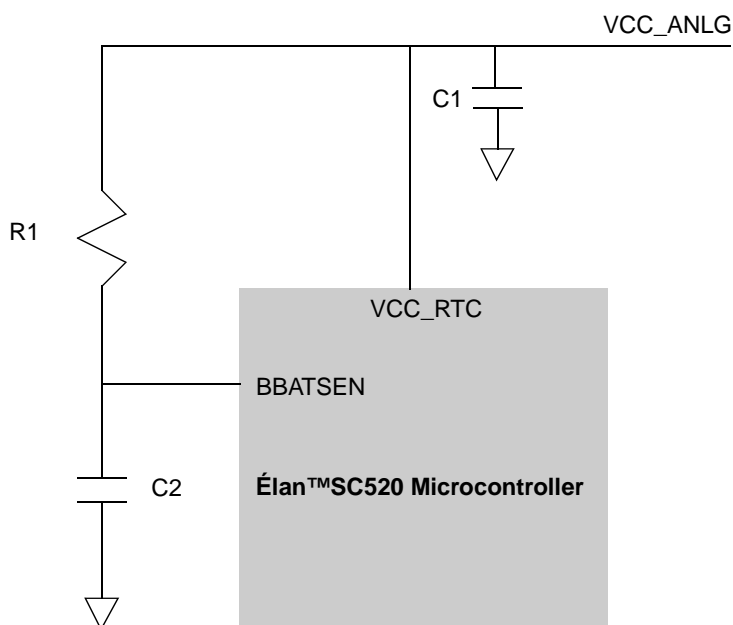 VCC_ANLG
C1
R1
VCC_RTC
BBATSEN
C2
Élan™SC520 Microcontroller